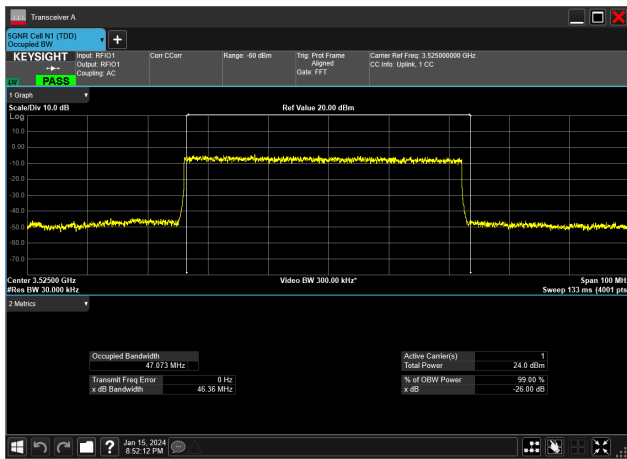 Transceiver A
5GNR Cell N1 (TDD)
Occupied BW
KEYSIGHT
LNI
PASS
Input: RFIO1
Output: RFIO1
Coupling: AC
Corr CCorr
Range: -60 dBm
Trig: Prot Frame
Aligned
Gate: FFT
Carrier Ref Freq: 3.525000000 GHz
CC Info: Uplink, 1 CC
1 Graph
Scale/Div 10.0 dB
Ref Value 20.00 dBm
Log
10.0
0.00
-10.0
-20.0
-30.0
-40.0
-50.0
-60.0
-70.0
Center 3.52500 GHz
Video BW 300.00 kHz*
Span 100 MH
#Res BW 30.000 kHz
Sweep 133 ms (4001 pts
2 Metrics
Occupied Bandwidth
47.073 MHz
Transmit Freq Error 0 Hz
x dB Bandwidth 46.36 MHz
Active Carrier(s) 1
Total Power 24.0 dBm
% of OBW Power 99.00 %
x dB -26.00 dB
Jan 15, 2024
8:52:12 PM